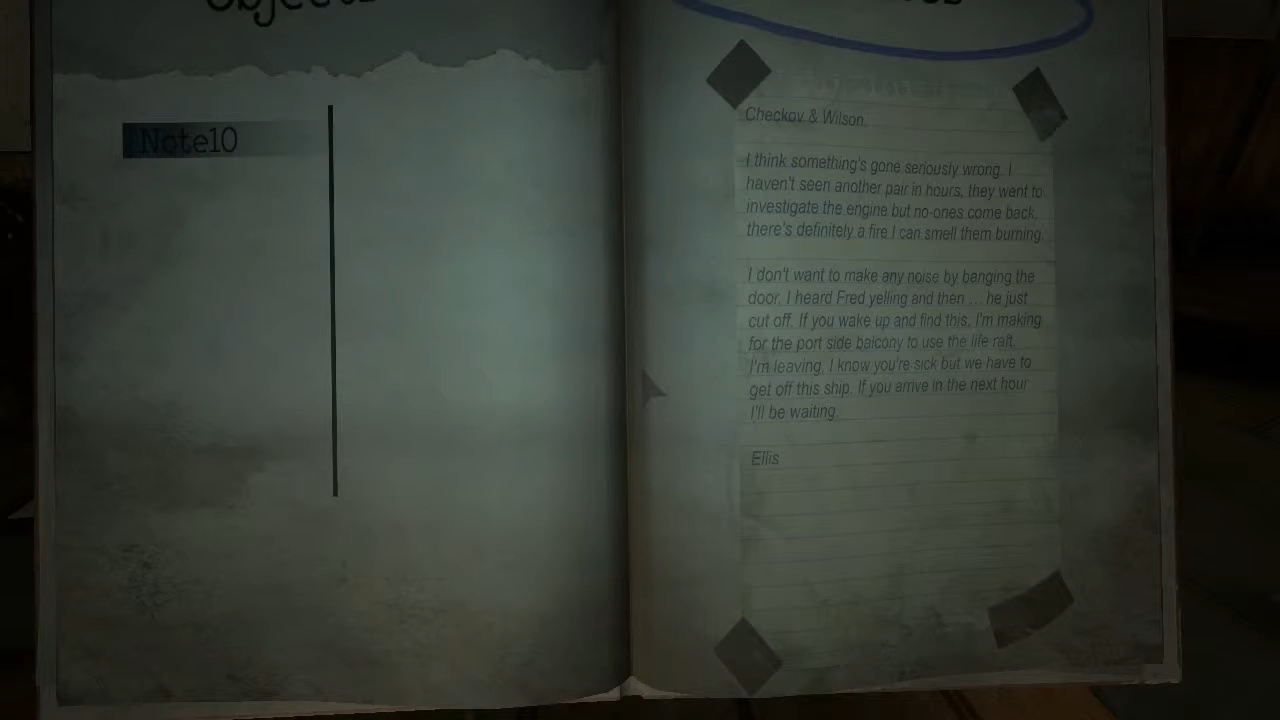 Note10
Checkov & Wilson.
I think something's gone seriously wrong. I
haven't seen another pair in hours, they went to
investigate the engine but no-ones come back,
there's definitely a fire I can smell them burning.
I don't want to make any noise by banging the
door, I heard Fred yelling and than ... he just
cut off. If you wake up and find this, I'm making
for the port side balcony to use the life raft,
I'm leaving, I know you're sick but we have to
get off this ship. If you arrive in the next hour
I'll be waiting.
Ellis